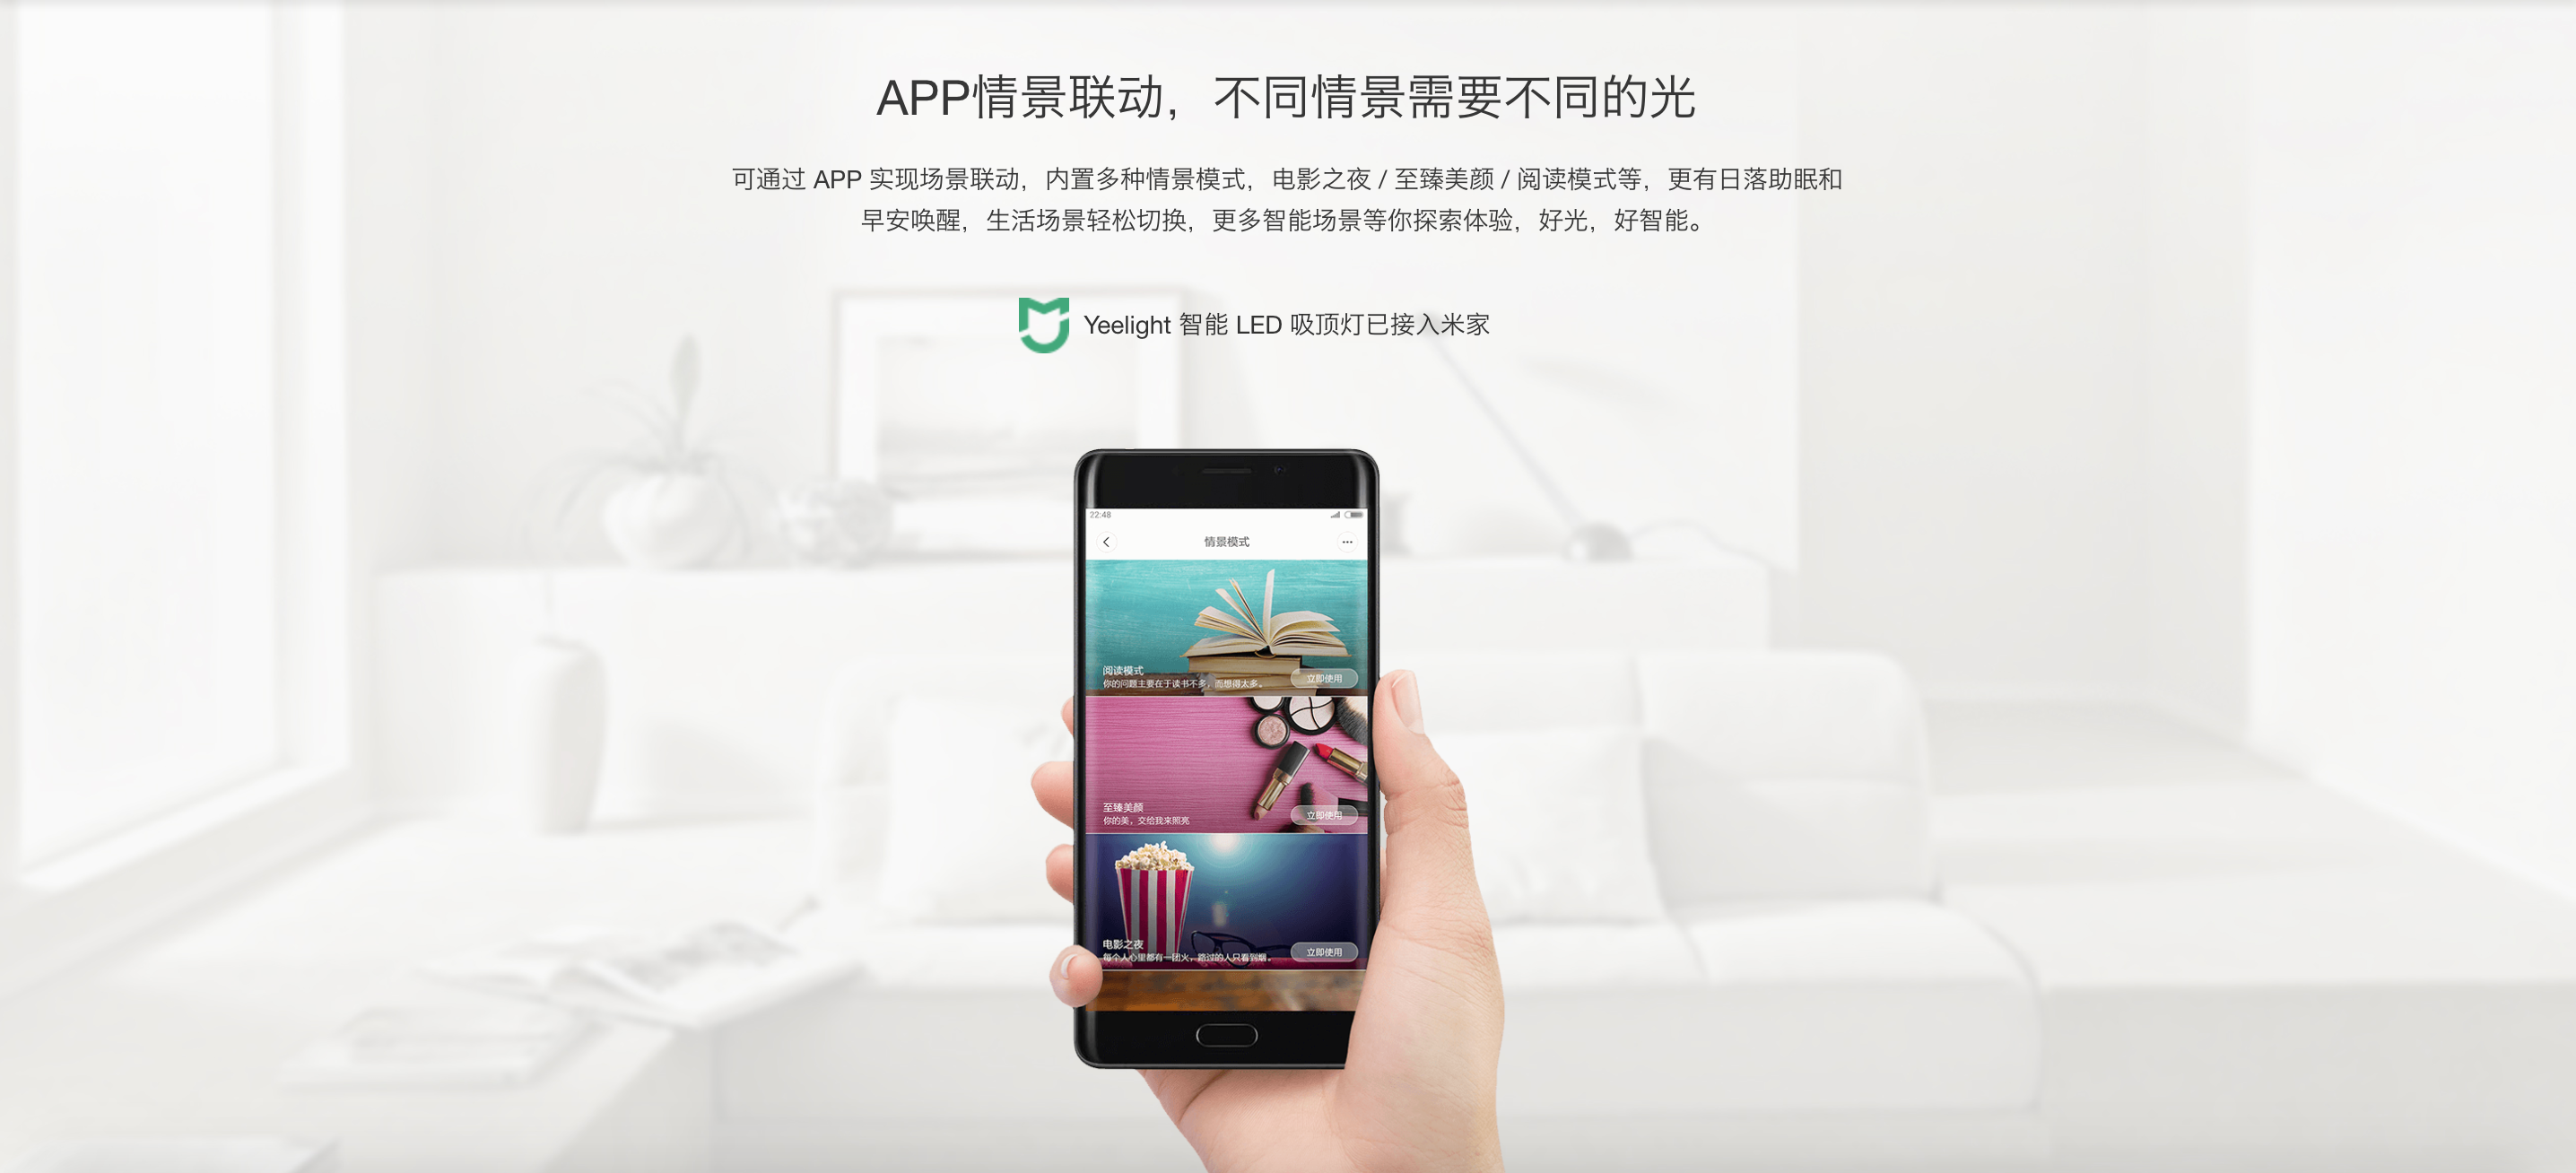 APP情景联动，不同情景需要不同的光
可通过 APP 实现场景联动，内置多种情景模式，电影之夜 / 至臻美颜 / 阅读模式等，更有日落助眠和
早安唤醒，生活场景轻松切换，更多智能场景等你探索体验，好光，好智能。
Yeelight 智能 LED 吸顶灯已接入米家
22:48
情景模式
阅读模式
你的问题主要在于读书不多，而想得太多。
立即使用
至臻美颜
你的美，交给我来照亮
立即使用
电影之夜
每个人心里都有一团火，路过的人只看到烟。
立即使用